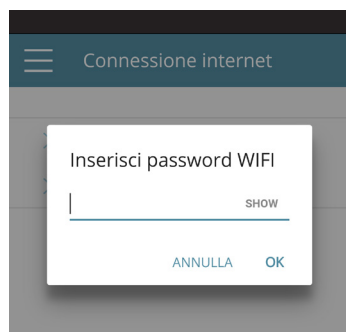 Connessione internet
Inserisci password WIFI
SHOW
ANNULLA OK